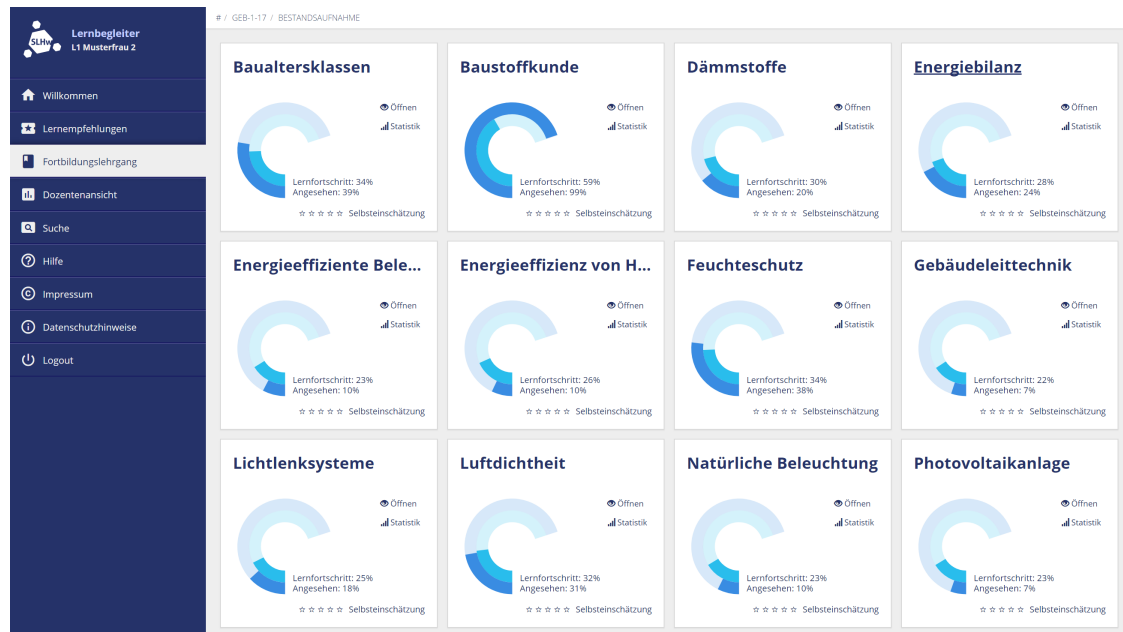 SLHw
Lernbegleiter
L1 Musterfrau 2
Willkommen
Lernempfehlungen
Fortbildungslehrgang
Dozentenansicht
Suche
Hilfe
Impressum
Datenschutzhinweise
Logout
# / GEB-1-17 / BESTANDSAUFNAHME
Baualtersklassen
Öffnen
Statistik
Lernfortschritt: 34%
Angesehen: 39%
☆ ☆ ☆ ☆ ☆ Selbsteinschätzung
Baustoffkunde
Öffnen
Statistik
Lernfortschritt: 59%
Angesehen: 99%
☆ ☆ ☆ ☆ ☆ Selbsteinschätzung
Dämmstoffe
Öffnen
Statistik
Lernfortschritt: 30%
Angesehen: 20%
☆ ☆ ☆ ☆ ☆ Selbsteinschätzung
Energiebilanz
Öffnen
Statistik
Lernfortschritt: 28%
Angesehen: 24%
☆ ☆ ☆ ☆ ☆ Selbsteinschätzung
Energieeffiziente Bele...
Öffnen
Statistik
Lernfortschritt: 23%
Angesehen: 10%
☆ ☆ ☆ ☆ ☆ Selbsteinschätzung
Energieeffizienz von H...
Öffnen
Statistik
Lernfortschritt: 26%
Angesehen: 10%
☆ ☆ ☆ ☆ ☆ Selbsteinschätzung
Feuchteschutz
Öffnen
Statistik
Lernfortschritt: 34%
Angesehen: 38%
☆ ☆ ☆ ☆ ☆ Selbsteinschätzung
Gebäudeleittechnik
Öffnen
Statistik
Lernfortschritt: 22%
Angesehen: 7%
☆ ☆ ☆ ☆ ☆ Selbsteinschätzung
Lichtlenksysteme
Öffnen
Statistik
Lernfortschritt: 25%
Angesehen: 18%
☆ ☆ ☆ ☆ ☆ Selbsteinschätzung
Luftdichtheit
Öffnen
Statistik
Lernfortschritt: 32%
Angesehen: 31%
☆ ☆ ☆ ☆ ☆ Selbsteinschätzung
Natürliche Beleuchtung
Öffnen
Statistik
Lernfortschritt: 23%
Angesehen: 10%
☆ ☆ ☆ ☆ ☆ Selbsteinschätzung
Photovoltaikanlage
Öffnen
Statistik
Lernfortschritt: 23%
Angesehen: 7%
☆ ☆ ☆ ☆ ☆ Selbsteinschätzung